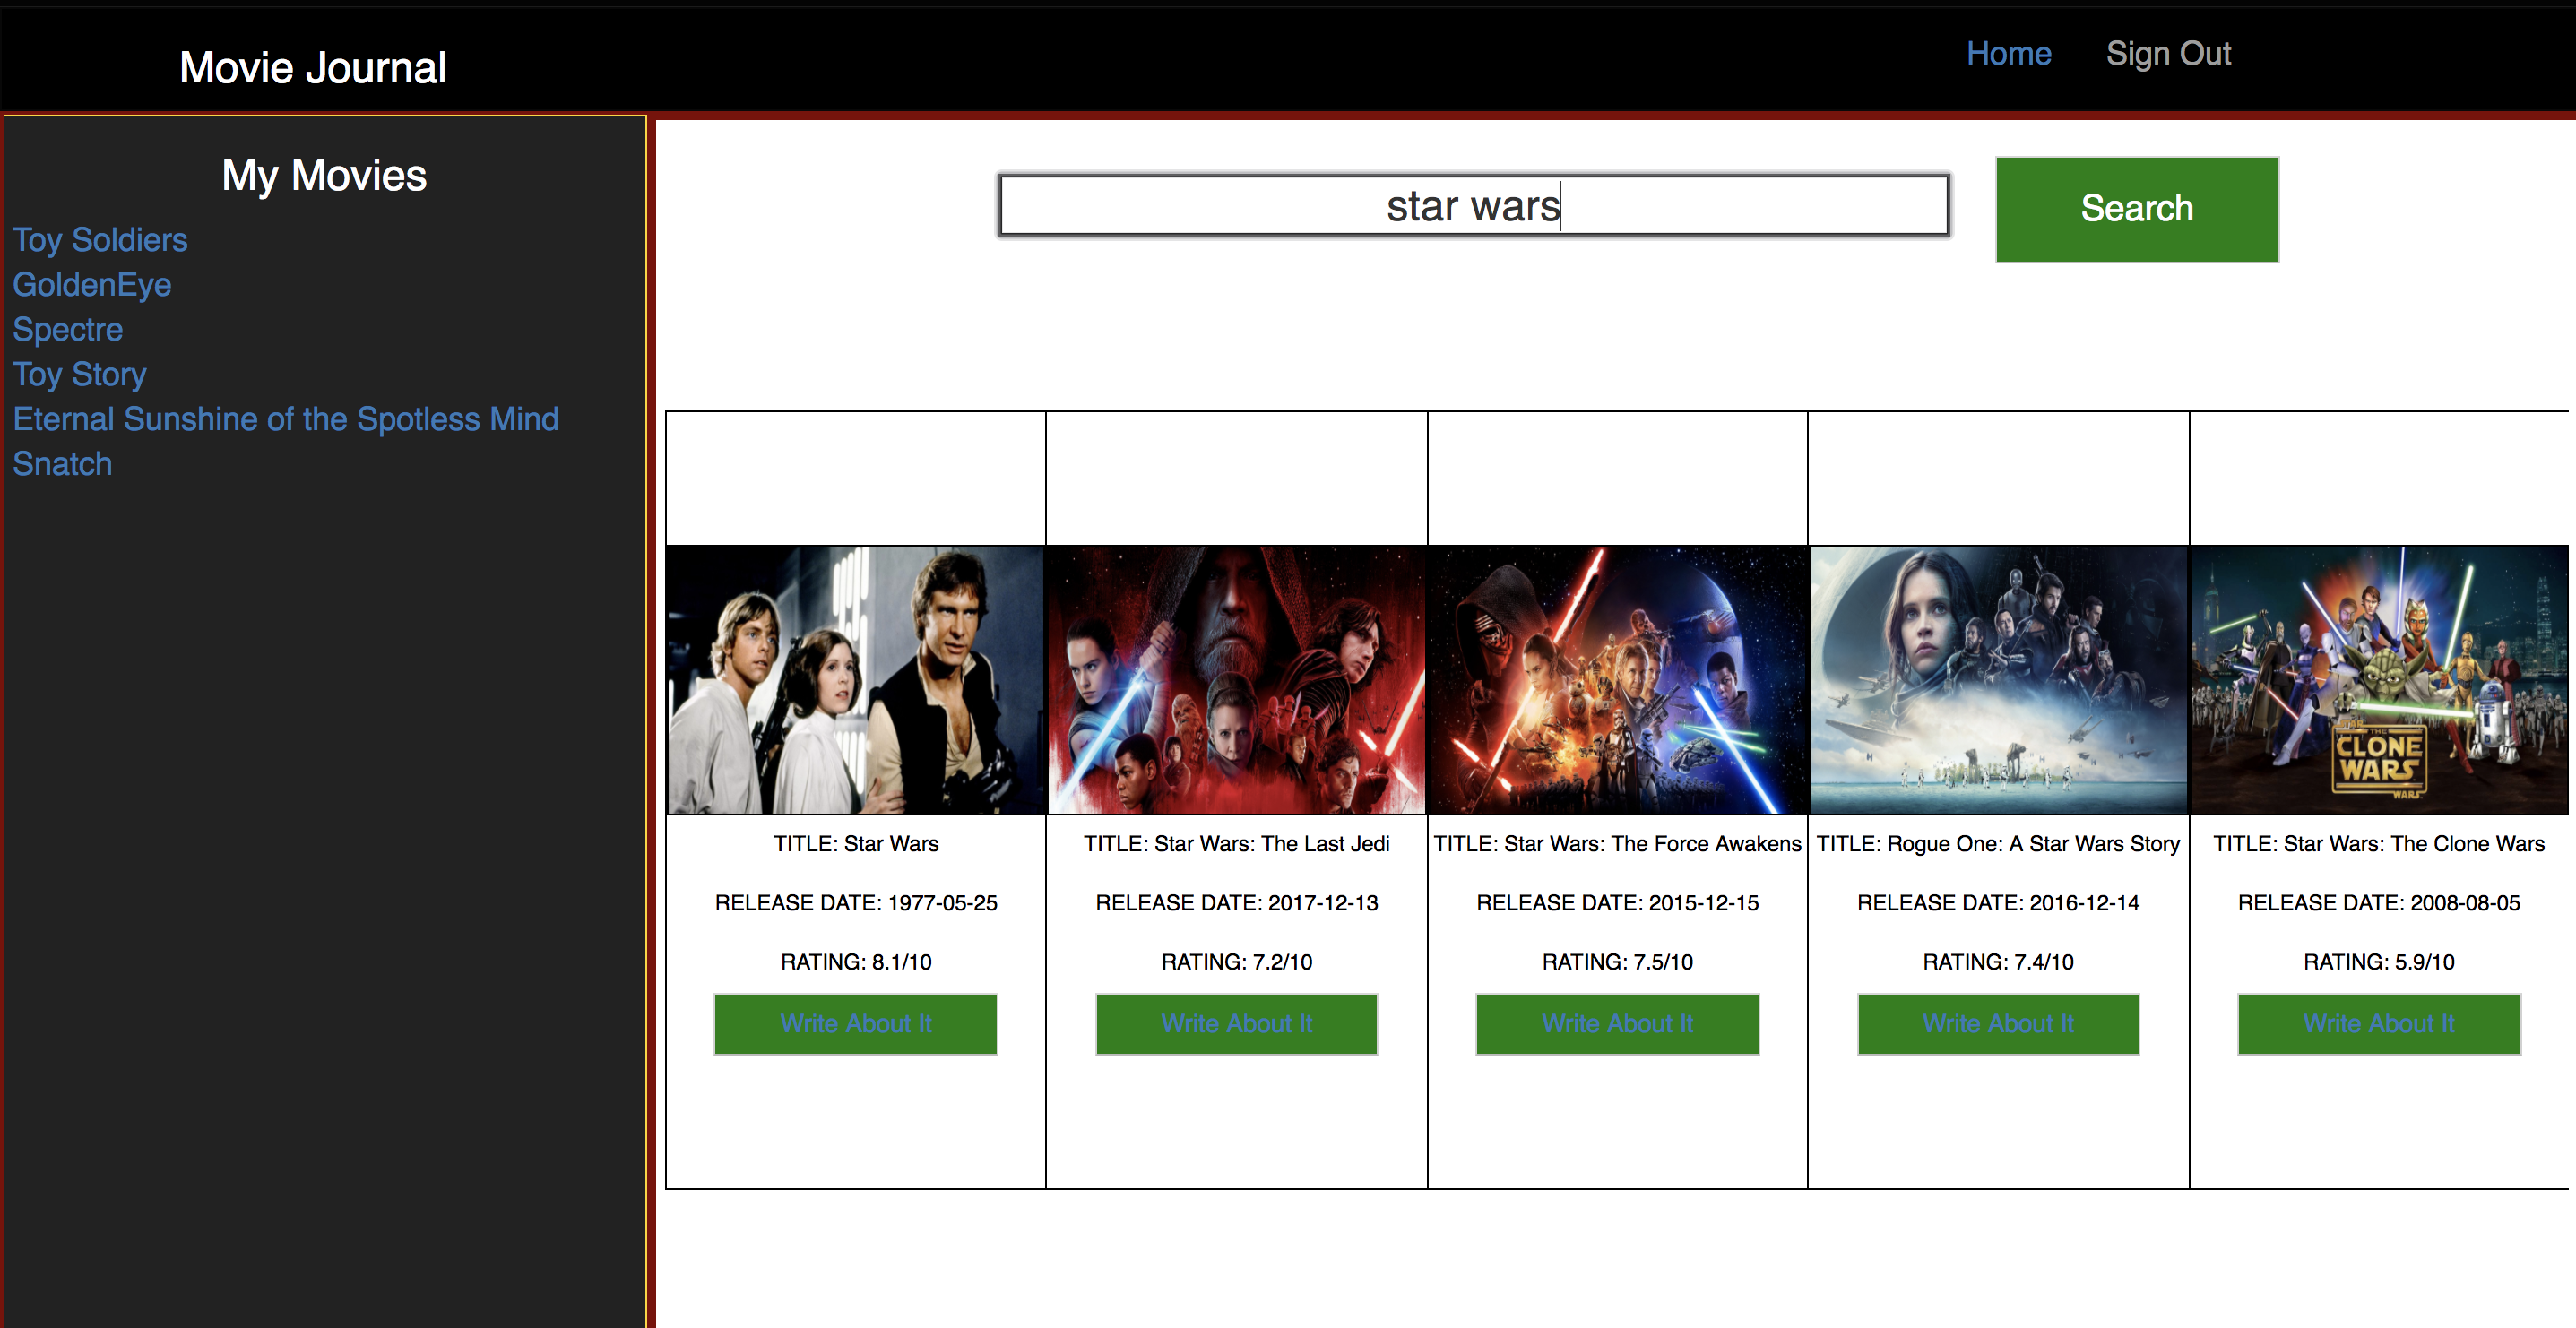 Movie Journal
Home
Sign Out
My Movies
Toy Soldiers
GoldenEye
Spectre
Toy Story
Eternal Sunshine of the Spotless Mind
Snatch
star wars
Search
THE
CLONE
WARS
WARS
TITLE: Star Wars
RELEASE DATE: 1977-05-25
RATING: 8.1/10
Write About It
TITLE: Star Wars: The Last Jedi
RELEASE DATE: 2017-12-13
RATING: 7.2/10
Write About It
TITLE: Star Wars: The Force Awakens
RELEASE DATE: 2015-12-15
RATING: 7.5/10
Write About It
TITLE: Rogue One: A Star Wars Story
RELEASE DATE: 2016-12-14
RATING: 7.4/10
Write About It
TITLE: Star Wars: The Clone Wars
RELEASE DATE: 2008-08-05
RATING: 5.9/10
Write About It